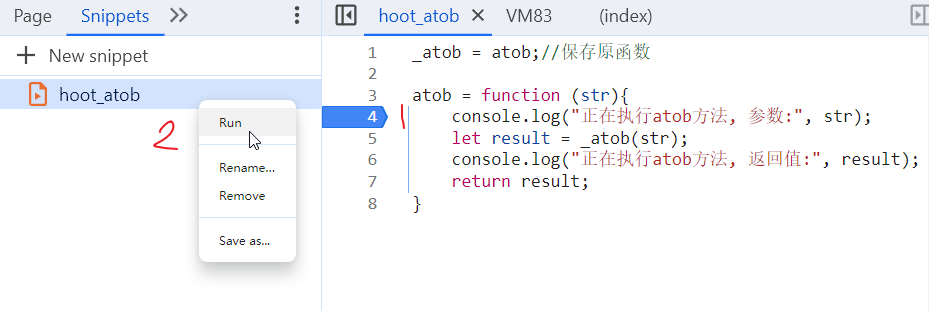 Page Snippets
New snippet
hoot_atob
2
Run
Rename...
Remove
Save as...
hoot_atob VM83 (index)
1 _atob = atob;//保存原函数
2
3 atob = function (str){
4 1 console.log("正在执行atob方法, 参数:", str);
5 let result = _atob(str);
6 console.log("正在执行atob方法, 返回值:", result);
7 return result;
8 }